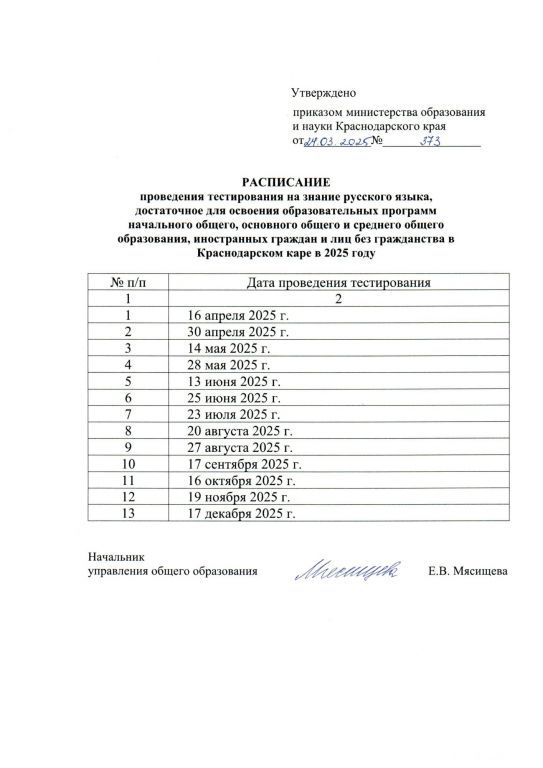 Утверждено
приказом министерства образования
и науки Краснодарского края
от 24.03.2025 № 373
РАСПИСАНИЕ
проведения тестирования на знание русского языка,
достаточное для освоения образовательных программ
начального общего, основного общего и среднего общего
образования, иностранных граждан и лиц без гражданства в
Краснодарском каре в 2025 году
№ п/п Дата проведения тестирования
1 2
1 16 апреля 2025 г.
2 30 апреля 2025 г.
3 14 мая 2025 г.
4 28 мая 2025 г.
5 13 июня 2025 г.
6 25 июня 2025 г.
7 23 июля 2025 г.
8 20 августа 2025 г.
9 27 августа 2025 г.
10 17 сентября 2025 г.
11 16 октября 2025 г.
12 19 ноября 2025 г.
13 17 декабря 2025 г.
Начальник
управления общего образования Мясищева Е.В. Мясищева